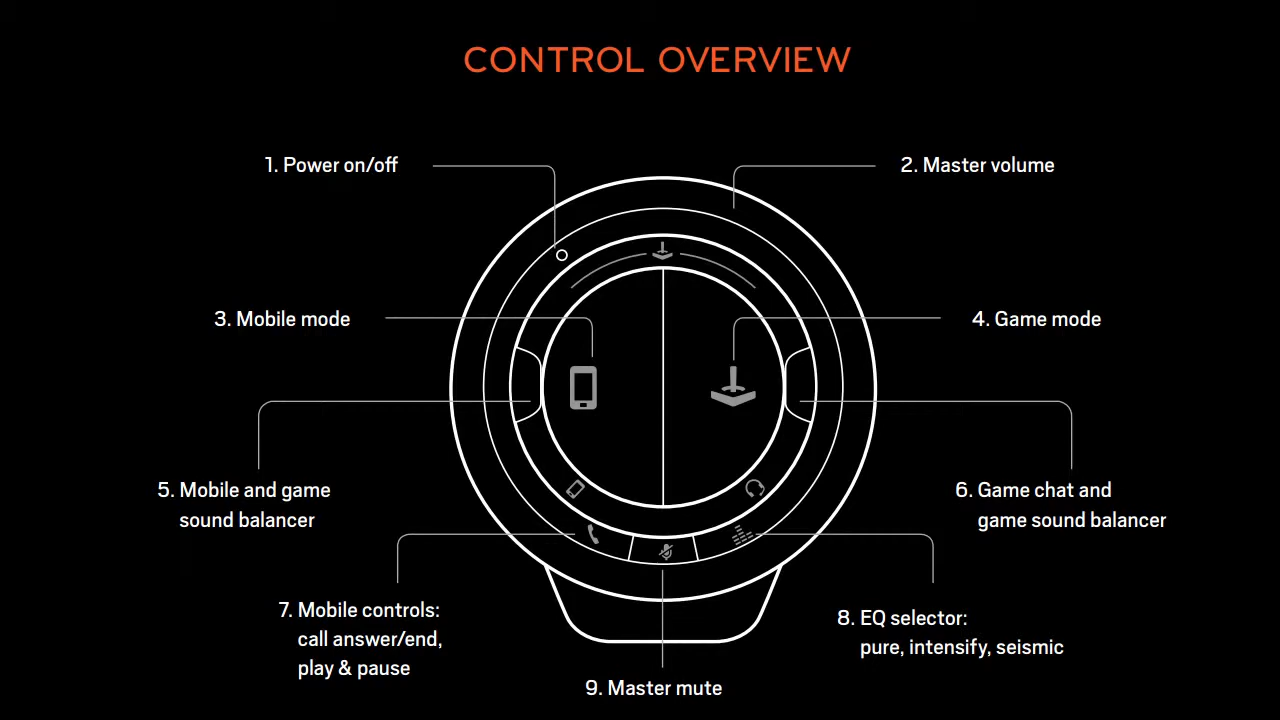 CONTROL OVERVIEW
1. Power on/off
2. Master volume
3. Mobile mode
4. Game mode
5. Mobile and game
sound balancer
6. Game chat and
game sound balancer
7. Mobile controls:
call answer/end,
play & pause
8. EQ selector:
pure, intensify, seismic
9. Master mute